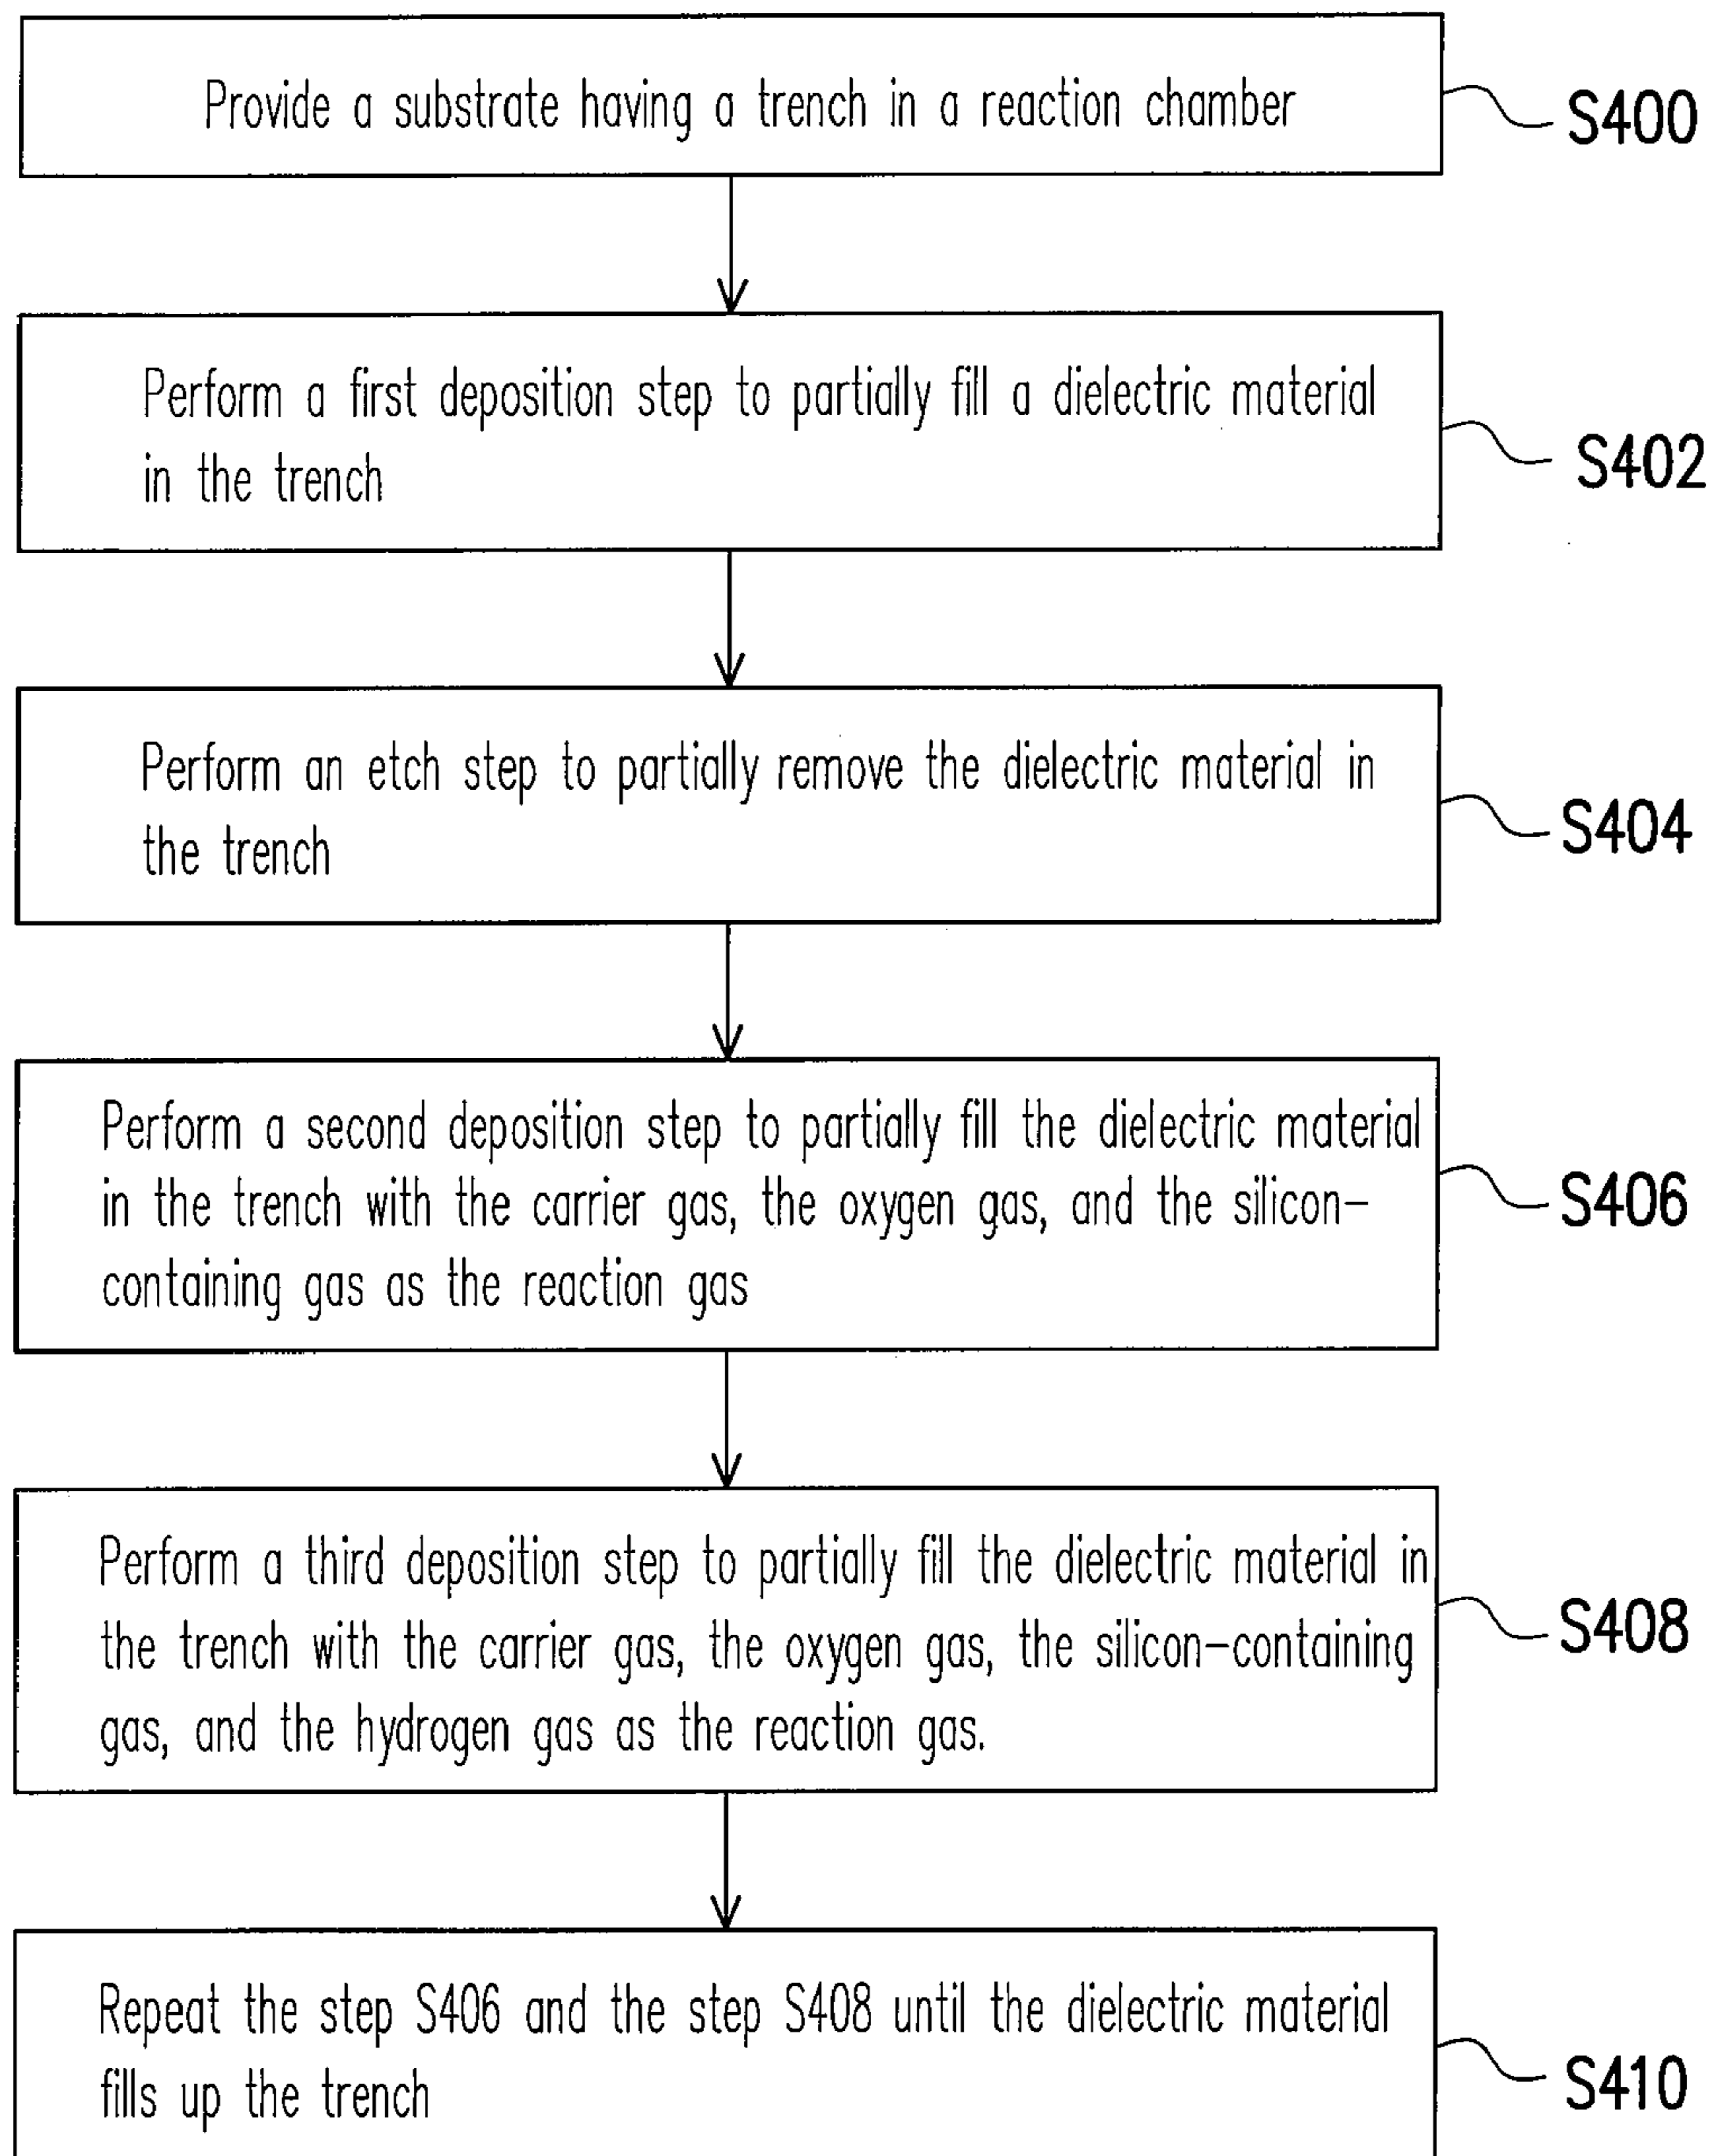 Provide a substrate having a trench in a reaction chamber
S400
Perform a first deposition step to partially fill a dielectric material
in the trench
S402
Perform an etch step to partially remove the dielectric material in
the trench
S404
Perform a second deposition step to partially fill the dielectric material
in the trench with the carrier gas, the oxygen gas, and the silicon-
containing gas as the reaction gas
S406
Perform a third deposition step to partially fill the dielectric material in
the trench with the carrier gas, the oxygen gas, the silicon-containing
gas, and the hydrogen gas as the reaction gas.
S408
Repeat the step S406 and the step S408 until the dielectric material
fills up the trench
S410